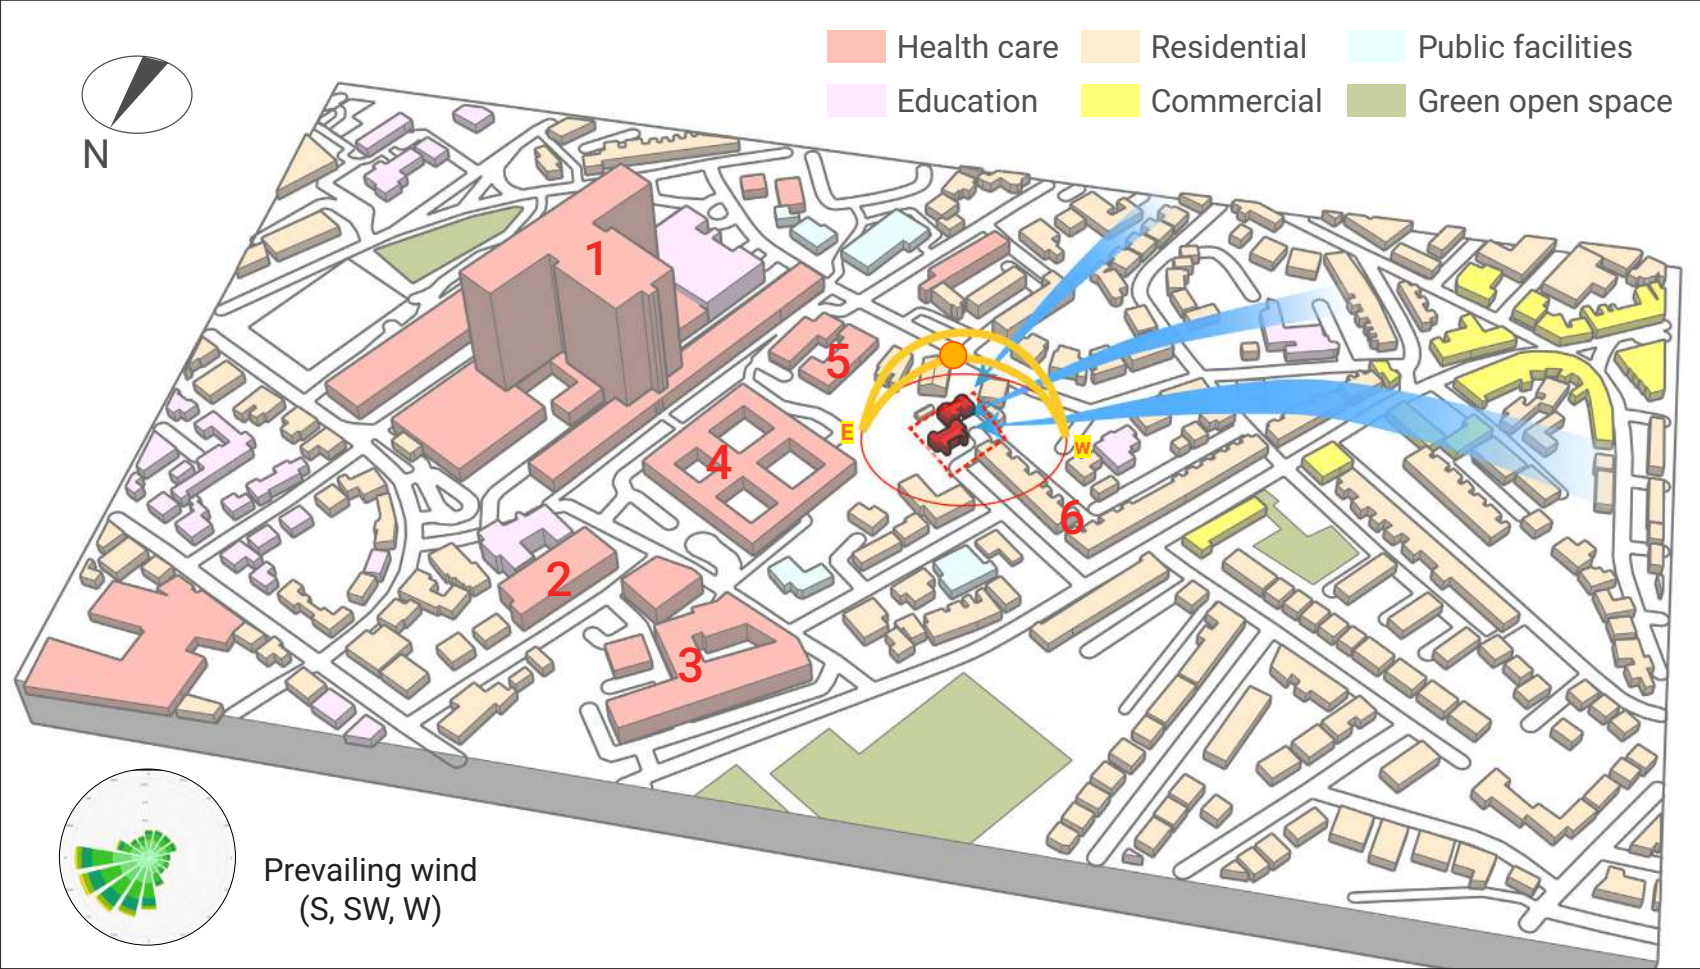 Health care
Residential
Public facilities
Education
Commercial
Green open space
N
1
5
E
W
4
6
2
3
Prevailing wind
(S, SW, W)